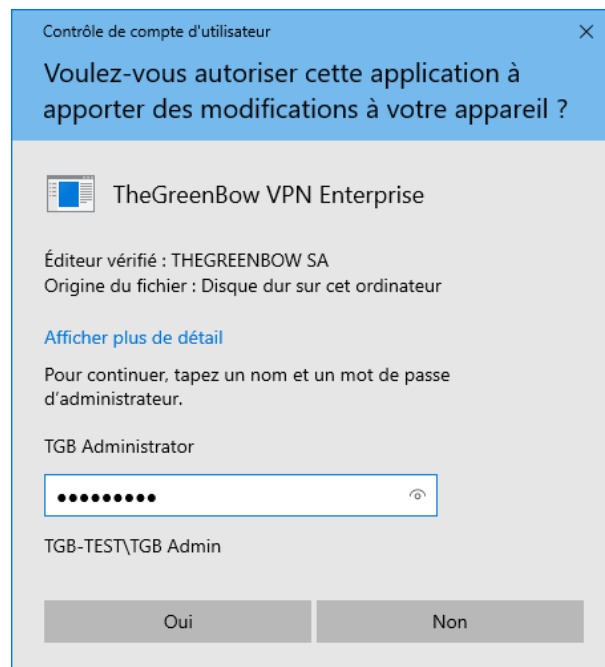 Contrôle de compte d'utilisateur
Voulez-vous autoriser cette application à
apporter des modifications à votre appareil ?
TheGreenBow VPN Enterprise
Éditeur vérifié : THEGREENBOW SA
Origine du fichier : Disque dur sur cet ordinateur
Afficher plus de détail
Pour continuer, tapez un nom et un mot de passe
d’administrateur.
TGB Administrator
●●●●●●●●●
TGB-TEST\TGB Admin
Oui
Non